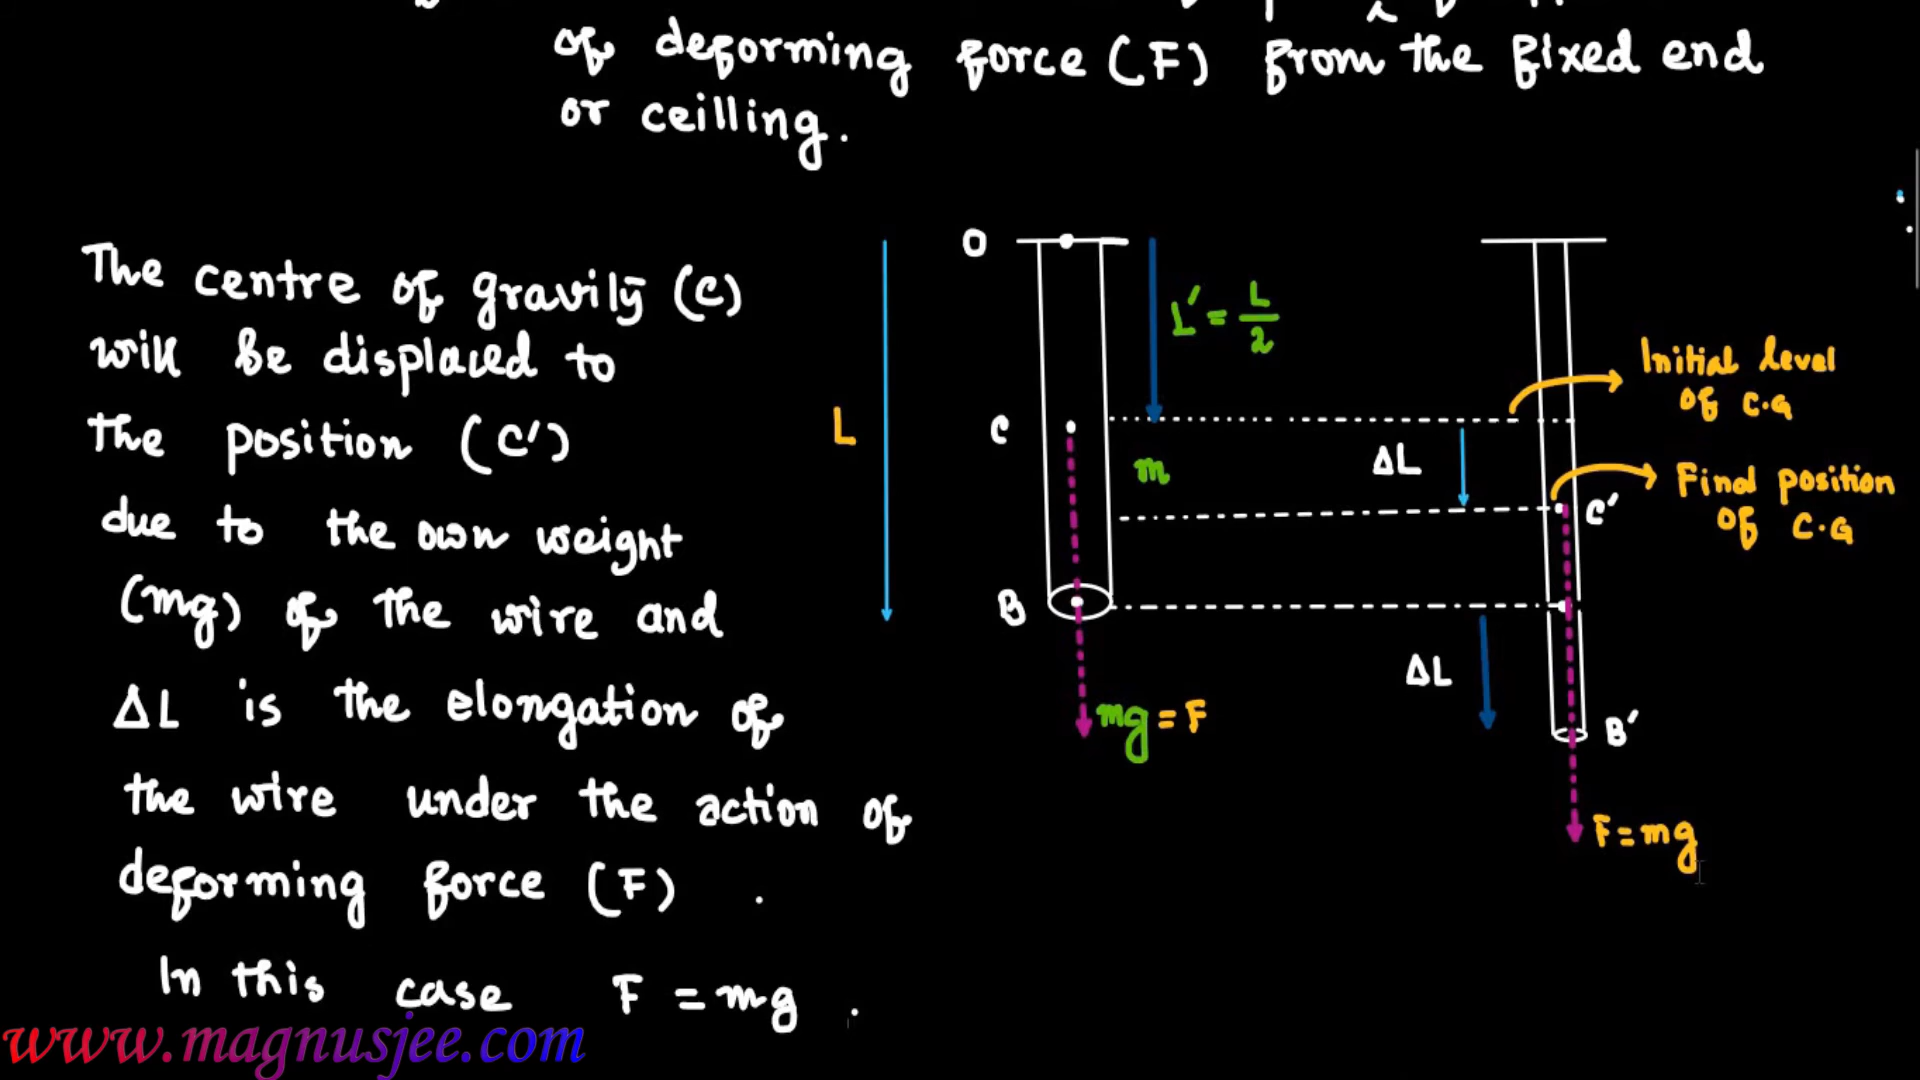 of deforming force (F) from the fixed end
or ceilling.
The centre of gravity (C)
will be displaced to
the position (C')
due to the own weight
(mg) of the wire and
ΔL is the elongation of
the wire under the action of
deforming force (F) .
In this case F = mg .
L
O
L' = L/2
C
m
B
mg = F
ΔL
ΔL
Initial level
of C.G
Final position
of C.G
C'
B'
F = mg
www.magnusjee.com